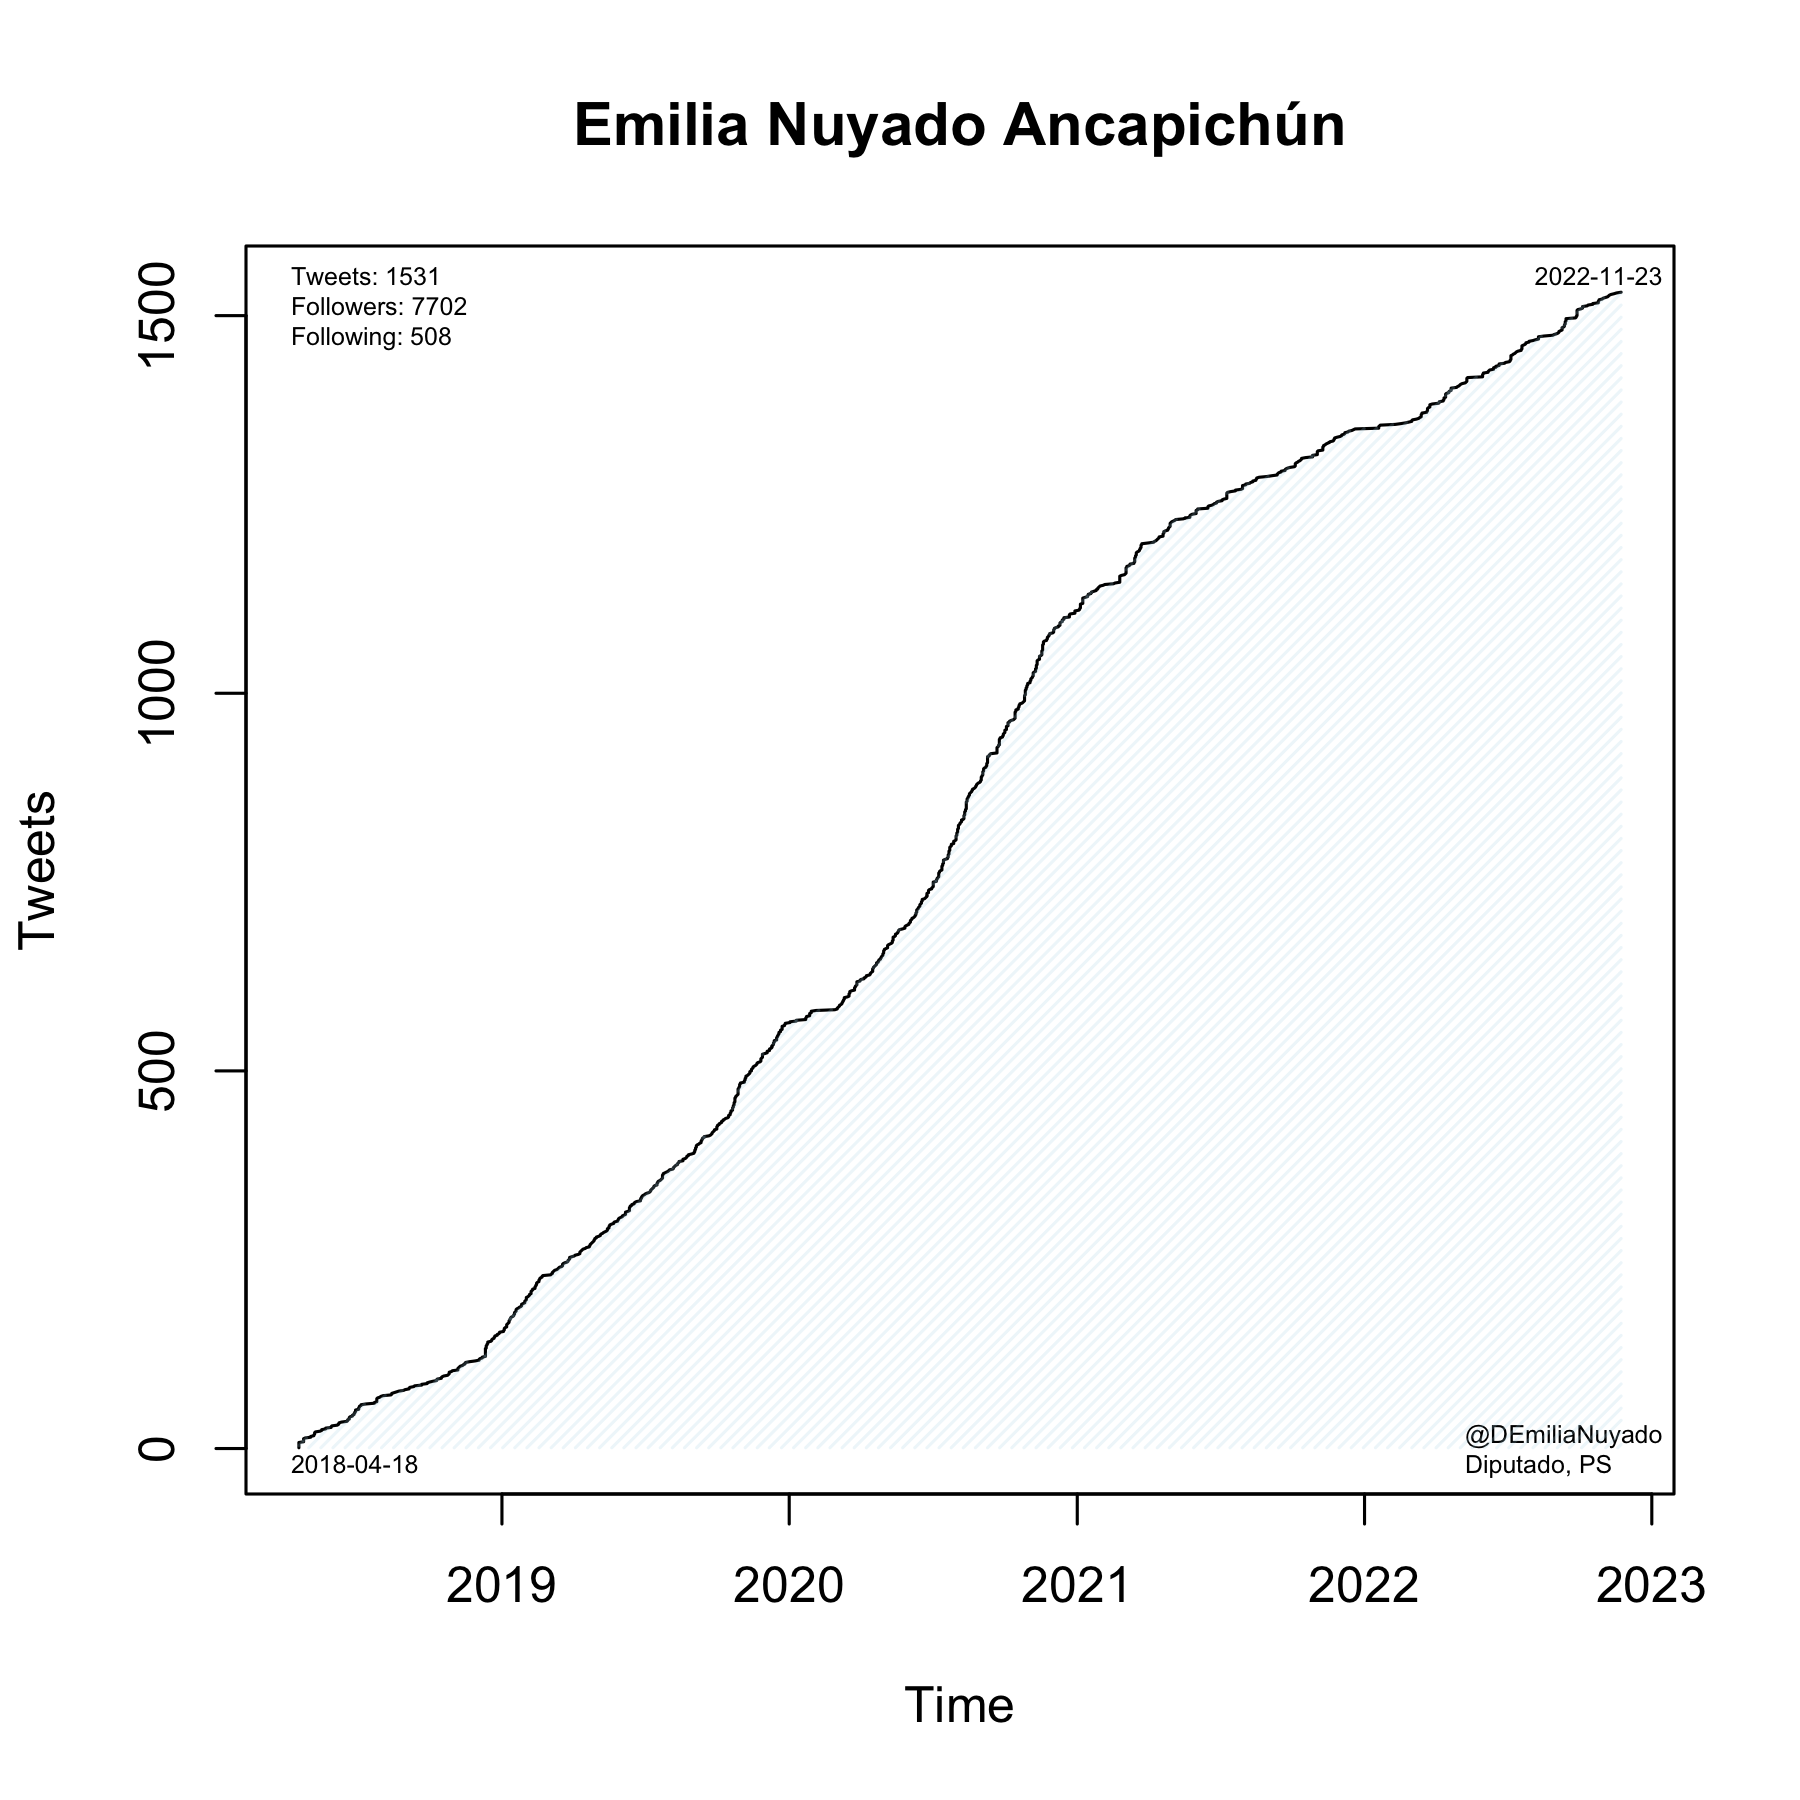 Emilia Nuyado Ancapichún
Tweets: 1531
Followers: 7702
Following: 508
2022-11-23
1500
1000
500
0
Tweets
@DEmiliaNuyado
Diputado, PS
2018-04-18
2019
2020
2021
2022
2023
Time